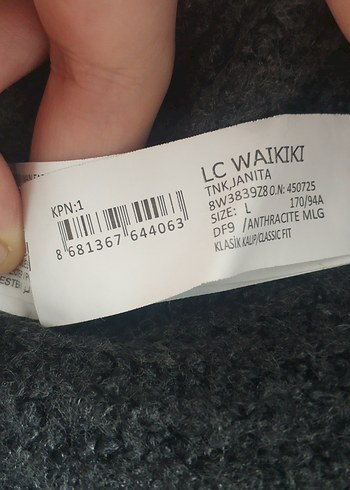 KPN:1
8 681367 644063
LC WAIKIKI
TNK,JANITA
BW3839Z8 O.N: 450725
SIZE: L 170/94A
DF9 /ANTHRACITE MLG
KLASİK KALIP/CLASSIC FIT